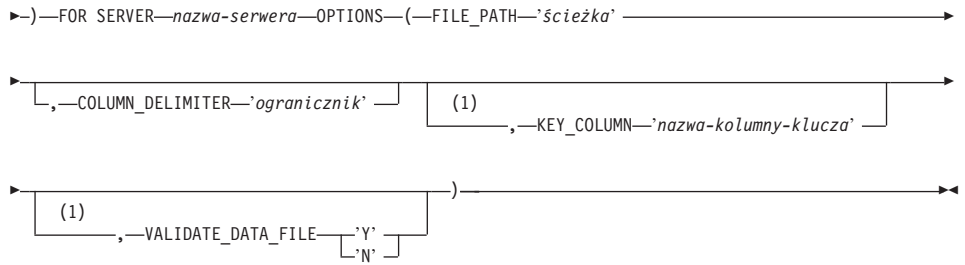 ) FOR SERVER nazwa-serwera OPTIONS ( FILE_PATH 'ścieżka'
, COLUMN_DELIMITER 'ogranicznik'
(1)
, KEY_COLUMN 'nazwa-kolumny-klucza'
)
(1)
, VALIDATE_DATA_FILE 'Y'
'N'